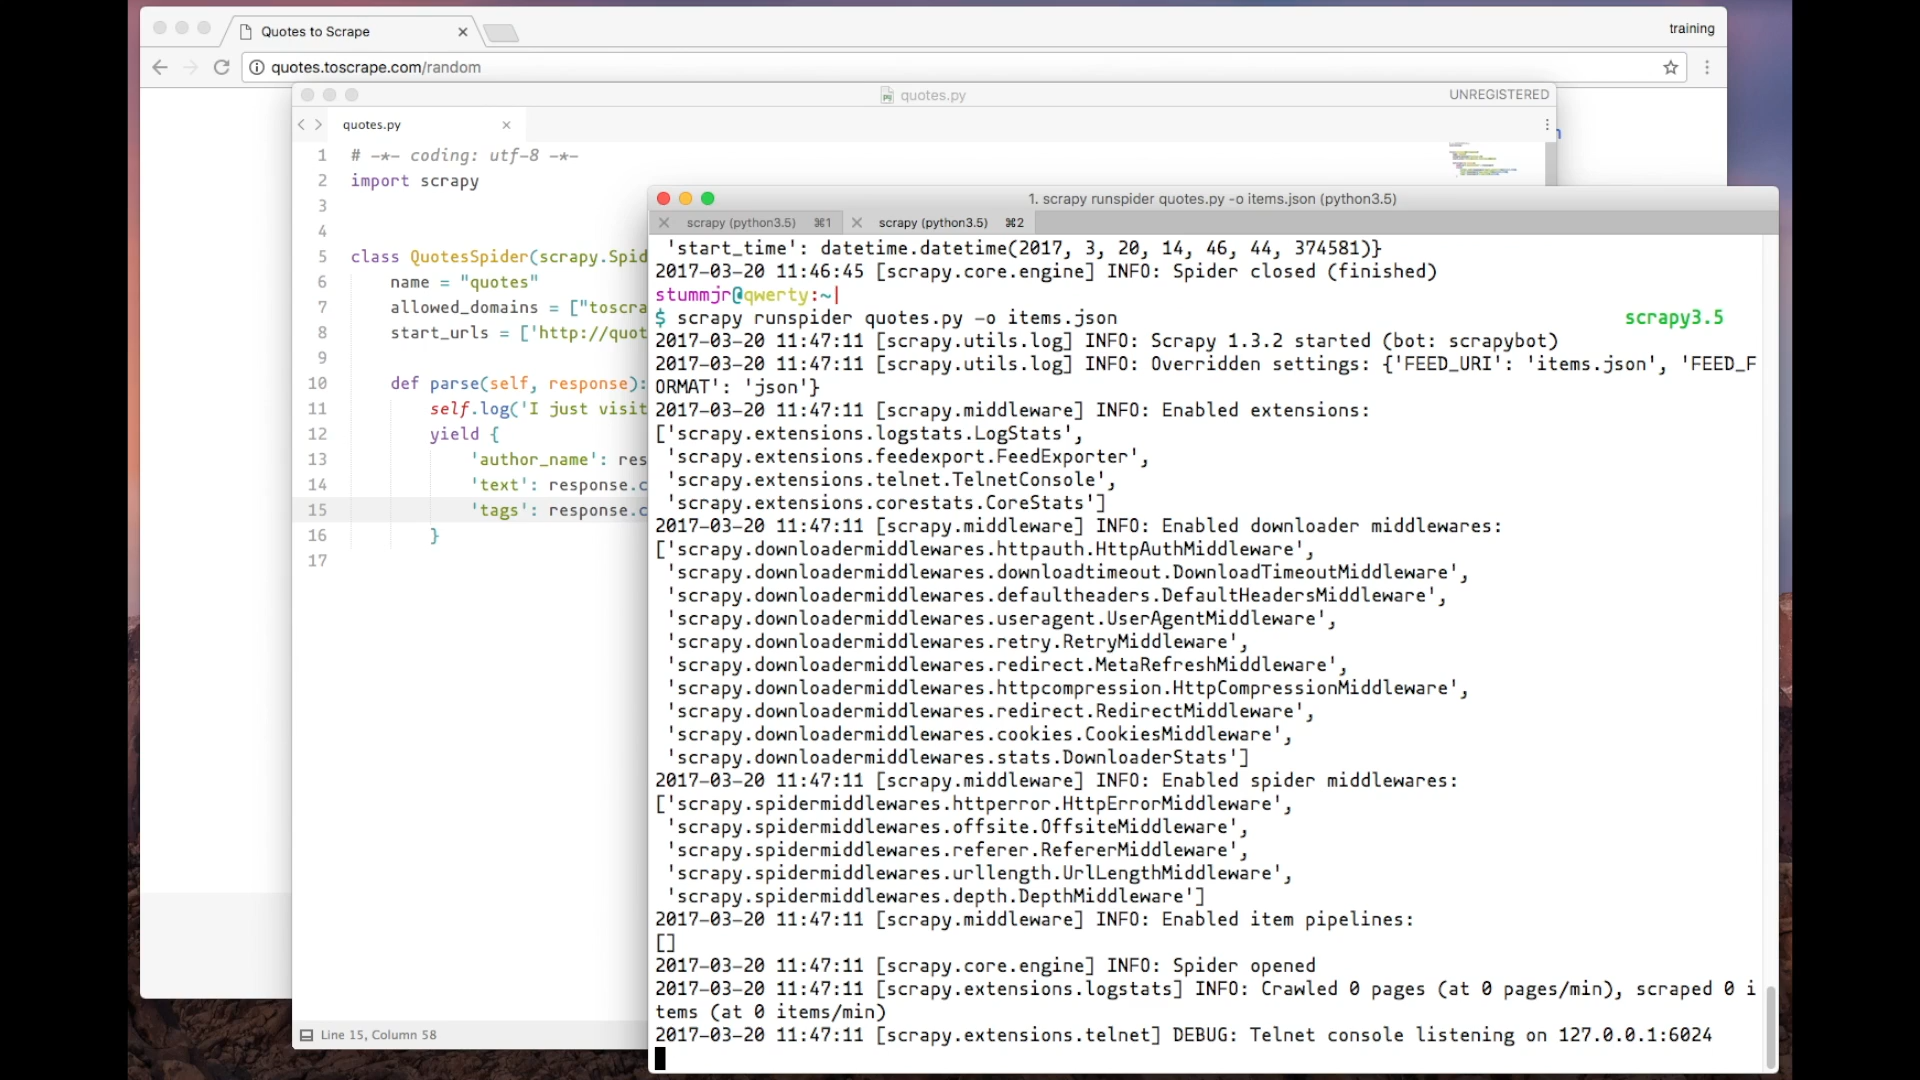 Quotes to Scrape
training
quotes.toscrape.com/random
quotes.py
UNREGISTERED
quotes.py
1 # -*- coding: utf-8 -*-
2 import scrapy
3
4
5 class QuotesSpider(scrapy.Spid
6 name = "quotes"
7 allowed_domains = ["toscra
8 start_urls = ['http://quot
9
10 def parse(self, response):
11 self.log('I just visit
12 yield {
13 'author_name': res
14 'text': response.c
15 'tags': response.c
16 }
17
Line 15, Column 58
1. scrapy runspider quotes.py -o items.json (python3.5)
scrapy (python3.5) ⌘1 scrapy (python3.5) ⌘2
'start_time': datetime.datetime(2017, 3, 20, 14, 46, 44, 374581)}
2017-03-20 11:46:45 [scrapy.core.engine] INFO: Spider closed (finished)
stummjr@qwerty:~|
$ scrapy runspider quotes.py -o items.json scrapy3.5
2017-03-20 11:47:11 [scrapy.utils.log] INFO: Scrapy 1.3.2 started (bot: scrapybot)
2017-03-20 11:47:11 [scrapy.utils.log] INFO: Overridden settings: {'FEED_URI': 'items.json', 'FEED_F
ORMAT': 'json'}
2017-03-20 11:47:11 [scrapy.middleware] INFO: Enabled extensions:
['scrapy.extensions.logstats.LogStats',
'scrapy.extensions.feedexport.FeedExporter',
'scrapy.extensions.telnet.TelnetConsole',
'scrapy.extensions.corestats.CoreStats']
2017-03-20 11:47:11 [scrapy.middleware] INFO: Enabled downloader middlewares:
['scrapy.downloadermiddlewares.httpauth.HttpAuthMiddleware',
'scrapy.downloadermiddlewares.downloadtimeout.DownloadTimeoutMiddleware',
'scrapy.downloadermiddlewares.defaultheaders.DefaultHeadersMiddleware',
'scrapy.downloadermiddlewares.useragent.UserAgentMiddleware',
'scrapy.downloadermiddlewares.retry.RetryMiddleware',
'scrapy.downloadermiddlewares.redirect.MetaRefreshMiddleware',
'scrapy.downloadermiddlewares.httpcompression.HttpCompressionMiddleware',
'scrapy.downloadermiddlewares.redirect.RedirectMiddleware',
'scrapy.downloadermiddlewares.cookies.CookiesMiddleware',
'scrapy.downloadermiddlewares.stats.DownloaderStats']
2017-03-20 11:47:11 [scrapy.middleware] INFO: Enabled spider middlewares:
['scrapy.spidermiddlewares.httperror.HttpErrorMiddleware',
'scrapy.spidermiddlewares.offsite.OffsiteMiddleware',
'scrapy.spidermiddlewares.referer.RefererMiddleware',
'scrapy.spidermiddlewares.urllength.UrlLengthMiddleware',
'scrapy.spidermiddlewares.depth.DepthMiddleware']
2017-03-20 11:47:11 [scrapy.middleware] INFO: Enabled item pipelines:
[]
2017-03-20 11:47:11 [scrapy.core.engine] INFO: Spider opened
2017-03-20 11:47:11 [scrapy.extensions.logstats] INFO: Crawled 0 pages (at 0 pages/min), scraped 0 i
tems (at 0 items/min)
2017-03-20 11:47:11 [scrapy.extensions.telnet] DEBUG: Telnet console listening on 127.0.0.1:6024